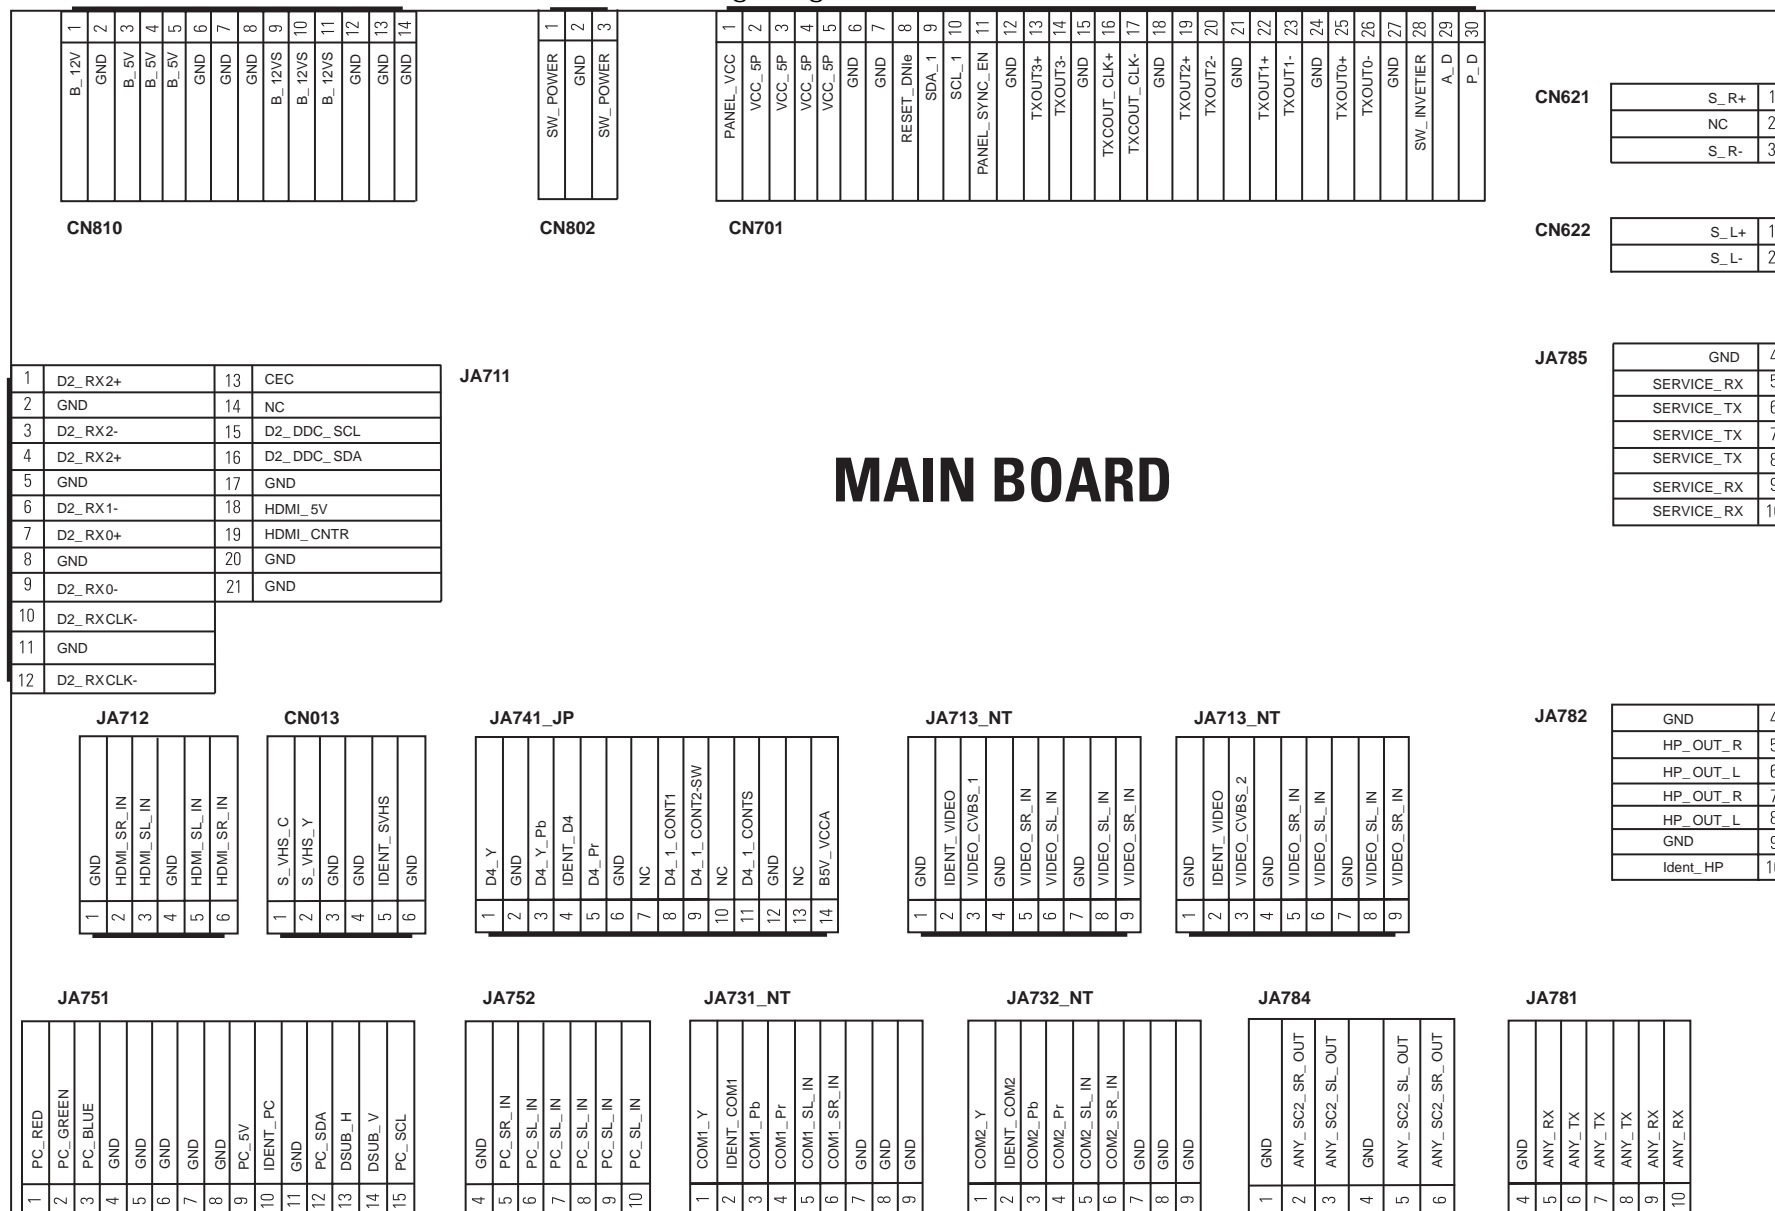 1 B_12V
2 GND
3 B_5V
4 B_5V
5 B_5V
6 GND
7 GND
8 GND
9 B_12VS
10 B_12VS
11 B_12VS
12 GND
13 GND
14 GND
CN810
1 SW_POWER
2 GND
3 SW_POWER
CN802
1 PANEL_VCC
2 VCC_5P
3 VCC_5P
4 VCC_5P
5 VCC_5P
6 GND
7 GND
8 RESET_DNIe
9 SDA_1
10 SCL_1
11 PANEL_SYNC_EN
12 GND
13 TXOUT3+
14 TXOUT3-
15 GND
16 TXCOUT_CLK+
17 TXCOUT_CLK-
18 GND
19 TXOUT2+
20 TXOUT2-
21 GND
22 TXOUT1+
23 TXOUT1-
24 GND
25 TXOUT0+
26 TXOUT0-
27 GND
28 SW_INVETIER
29 A_D
30 P_D
CN701
CN621
S_R+ 1
NC 2
S_R- 3
CN622
S_L+ 1
S_L- 2
JA785
GND 4
SERVICE_RX 5
SERVICE_TX 6
SERVICE_TX 7
SERVICE_TX 8
SERVICE_RX 9
SERVICE_RX 10
JA711
1 D2_RX2+ 13 CEC
2 GND 14 NC
3 D2_RX2- 15 D2_DDC_SCL
4 D2_RX2+ 16 D2_DDC_SDA
5 GND 17 GND
6 D2_RX1- 18 HDMI_5V
7 D2_RX0+ 19 HDMI_CNTR
8 GND 20 GND
9 D2_RX0- 21 GND
10 D2_RXCLK-
11 GND
12 D2_RXCLK-
MAIN BOARD
JA712
1 GND
2 HDMI_SR_IN
3 HDMI_SL_IN
4 GND
5 HDMI_SL_IN
6 HDMI_SR_IN
CN013
1 S_VHS_C
2 S_VHS_Y
3 GND
4 GND
5 IDENT_SVHS
6 GND
JA741_JP
1 D4_Y
2 GND
3 D4_Y_Pb
4 IDENT_D4
5 D4_Pr
6 GND
7 NC
8 D4_1_CONT1
9 D4_1_CONT2-SW
10 NC
11 D4_1_CONTS
12 GND
13 NC
14 B5V_VCCA
JA713_NT
1 GND
2 IDENT_VIDEO
3 VIDEO_CVBS_1
4 GND
5 VIDEO_SR_IN
6 VIDEO_SL_IN
7 GND
8 VIDEO_SL_IN
9 VIDEO_SR_IN
JA713_NT
1 GND
2 IDENT_VIDEO
3 VIDEO_CVBS_2
4 GND
5 VIDEO_SR_IN
6 VIDEO_SL_IN
7 GND
8 VIDEO_SL_IN
9 VIDEO_SR_IN
JA782
GND 4
HP_OUT_R 5
HP_OUT_L 6
HP_OUT_R 7
HP_OUT_L 8
GND 9
Ident_HP 10
JA751
1 PC_RED
2 PC_GREEN
3 PC_BLUE
4 GND
5 GND
6 GND
7 GND
8 GND
9 PC_5V
10 IDENT_PC
11 GND
12 PC_SDA
13 DSUB_H
14 DSUB_V
15 PC_SCL
JA752
4 GND
5 PC_SR_IN
6 PC_SL_IN
7 PC_SL_IN
8 PC_SL_IN
9 PC_SR_IN
10 PC_SL_IN
JA731_NT
1 COM1_Y
2 IDENT_COM1
3 COM1_Pb
4 COM1_Pr
5 COM1_SL_IN
6 COM1_SR_IN
7 GND
8 GND
9 GND
JA732_NT
1 COM2_Y
2 IDENT_COM2
3 COM2_Pb
4 COM2_Pr
5 COM2_SL_IN
6 COM2_SR_IN
7 GND
8 GND
9 GND
JA784
1 GND
2 ANY_SC2_SR_OUT
3 ANY_SC2_SL_OUT
4 GND
5 ANY_SC2_SL_OUT
6 ANY_SC2_SR_OUT
JA781
4 GND
5 ANY_RX
6 ANY_TX
7 ANY_TX
8 ANY_TX
9 ANY_RX
10 ANY_RX